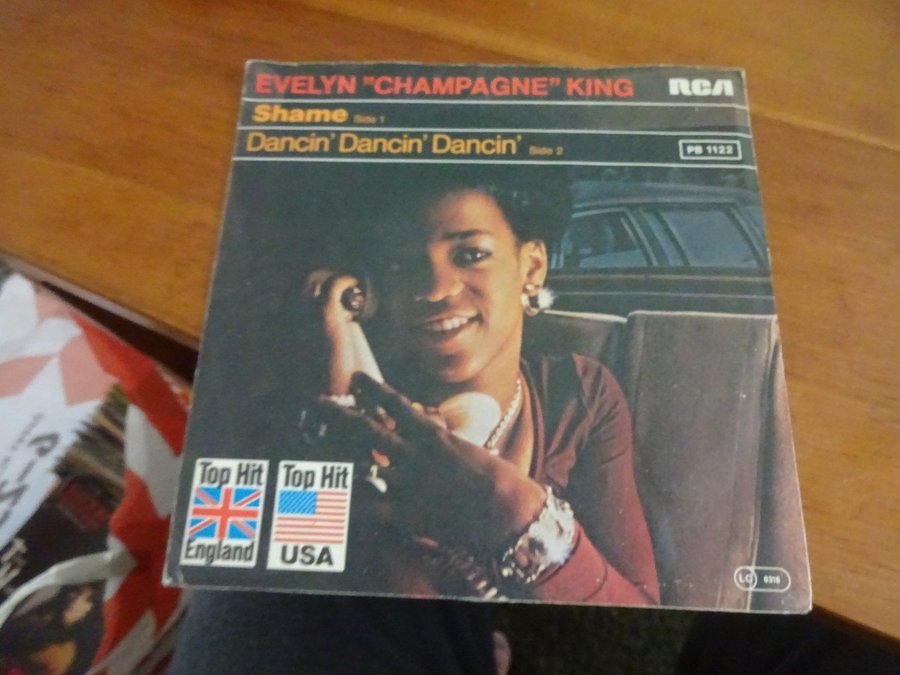 EVELYN "CHAMPAGNE" KING RCA
Shame Side 1
Dancin' Dancin' Dancin' Side 2
PB 1122
Top Hit
England
Top Hit
USA
LC 0316